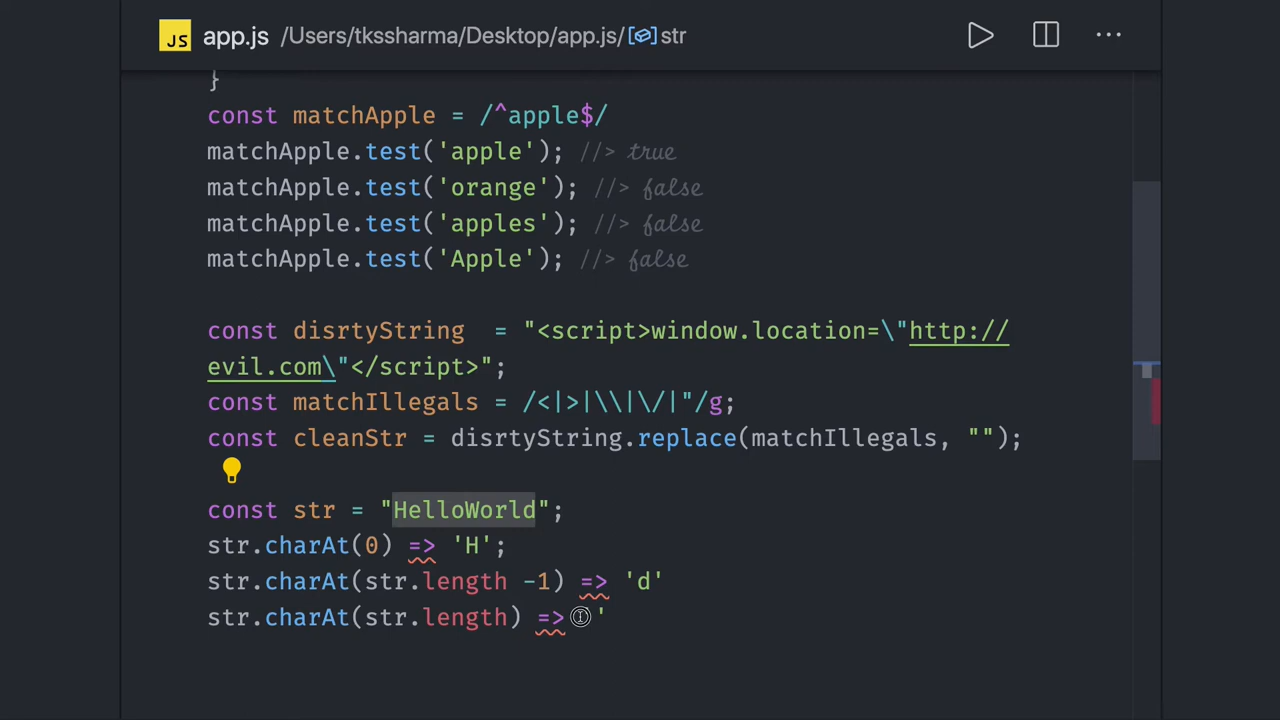 JS app.js /Users/tkssharma/Desktop/app.js/ str
}
const matchApple = /^apple$/
matchApple.test('apple'); //> true
matchApple.test('orange'); //> false
matchApple.test('apples'); //> false
matchApple.test('Apple'); //> false
const disrtyString  = "<script>window.location=\"http://
evil.com\"</script>";
const matchIllegals = /<|>|\\|\/|"/g;
const cleanStr = disrtyString.replace(matchIllegals, "");
const str = "HelloWorld";
str.charAt(0) => 'H';
str.charAt(str.length -1) => 'd'
str.charAt(str.length) => '